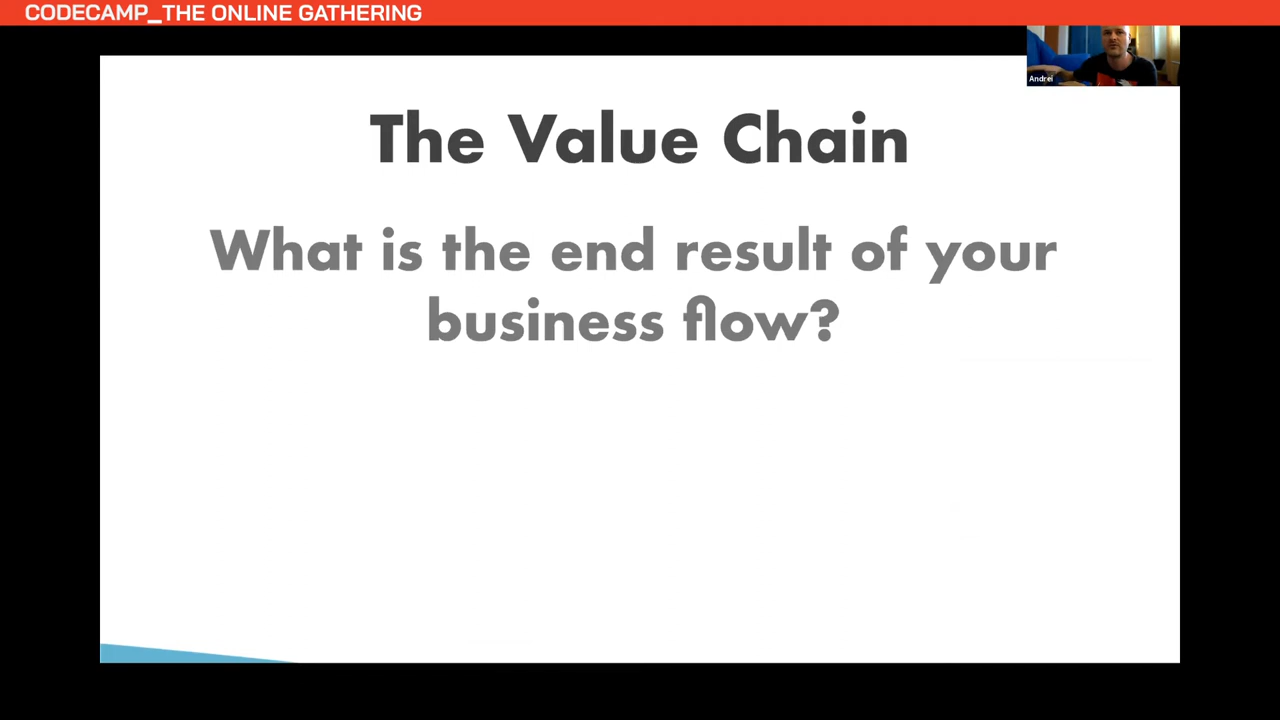 CODECAMP_THE ONLINE GATHERING
Andrei
The Value Chain
What is the end result of your
business flow?